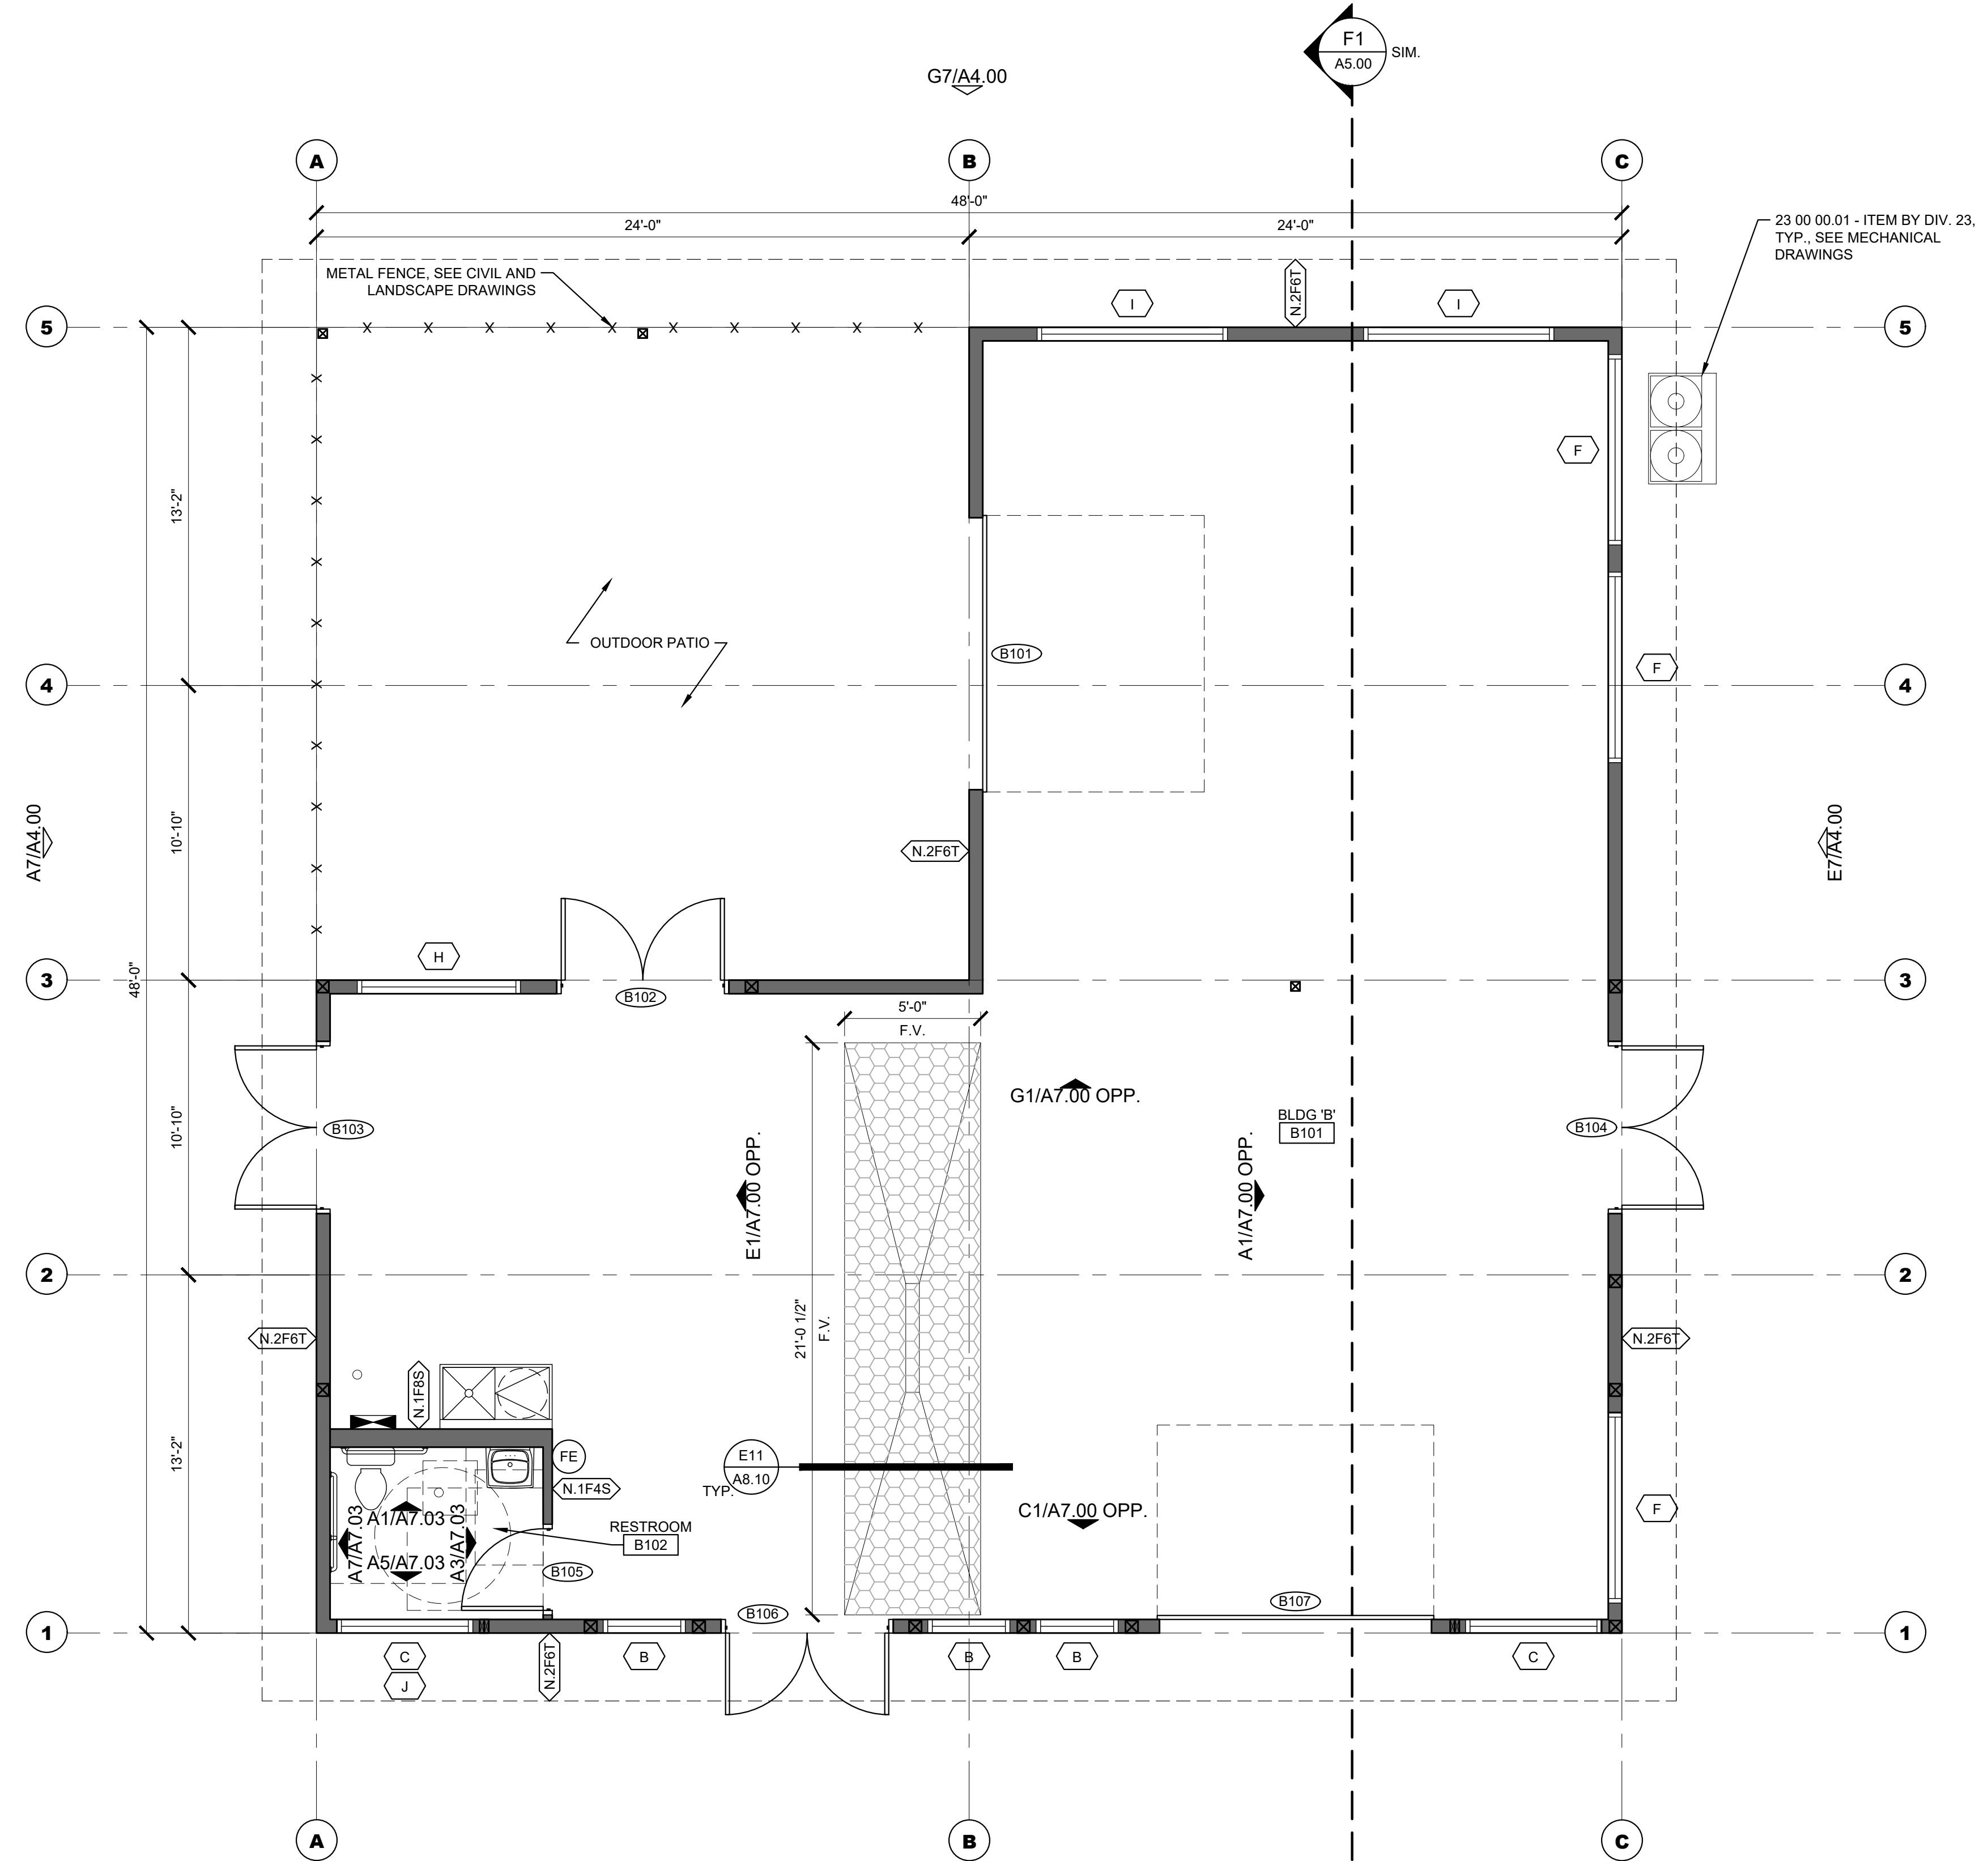 F1
A5.00
SIM.
G7/A4.00
A
B
C
48'-0"
24'-0"
24'-0"
23 00 00.01 - ITEM BY DIV. 23,
TYP., SEE MECHANICAL
DRAWINGS
METAL FENCE, SEE CIVIL AND
LANDSCAPE DRAWINGS
N.2F6T
I
I
5
5
F
13'-2"
OUTDOOR PATIO
B101
F
4
4
A7/A4.00
10'-10"
N.2F6T
E7/A4.00
H
3
48'-0"
B102
3
5'-0"
F.V.
G1/A7.00 OPP.
BLDG 'B'
B101
10'-10"
B103
B104
E1/A7.00 OPP.
A1/A7.00 OPP.
2
2
21'-0 1/2"
F.V.
N.2F6T
N.2F6T
N.1F8S
13'-2"
FE
E11
A8.10
TYP.
N.1F4S
A1/A7.03
A7/A7.03
A3/A7.03
A5/A7.03
C1/A7.00 OPP.
F
RESTROOM
B102
B105
B106
B107
1
1
C
J
N.2F6T
B
B
B
C
A
B
C